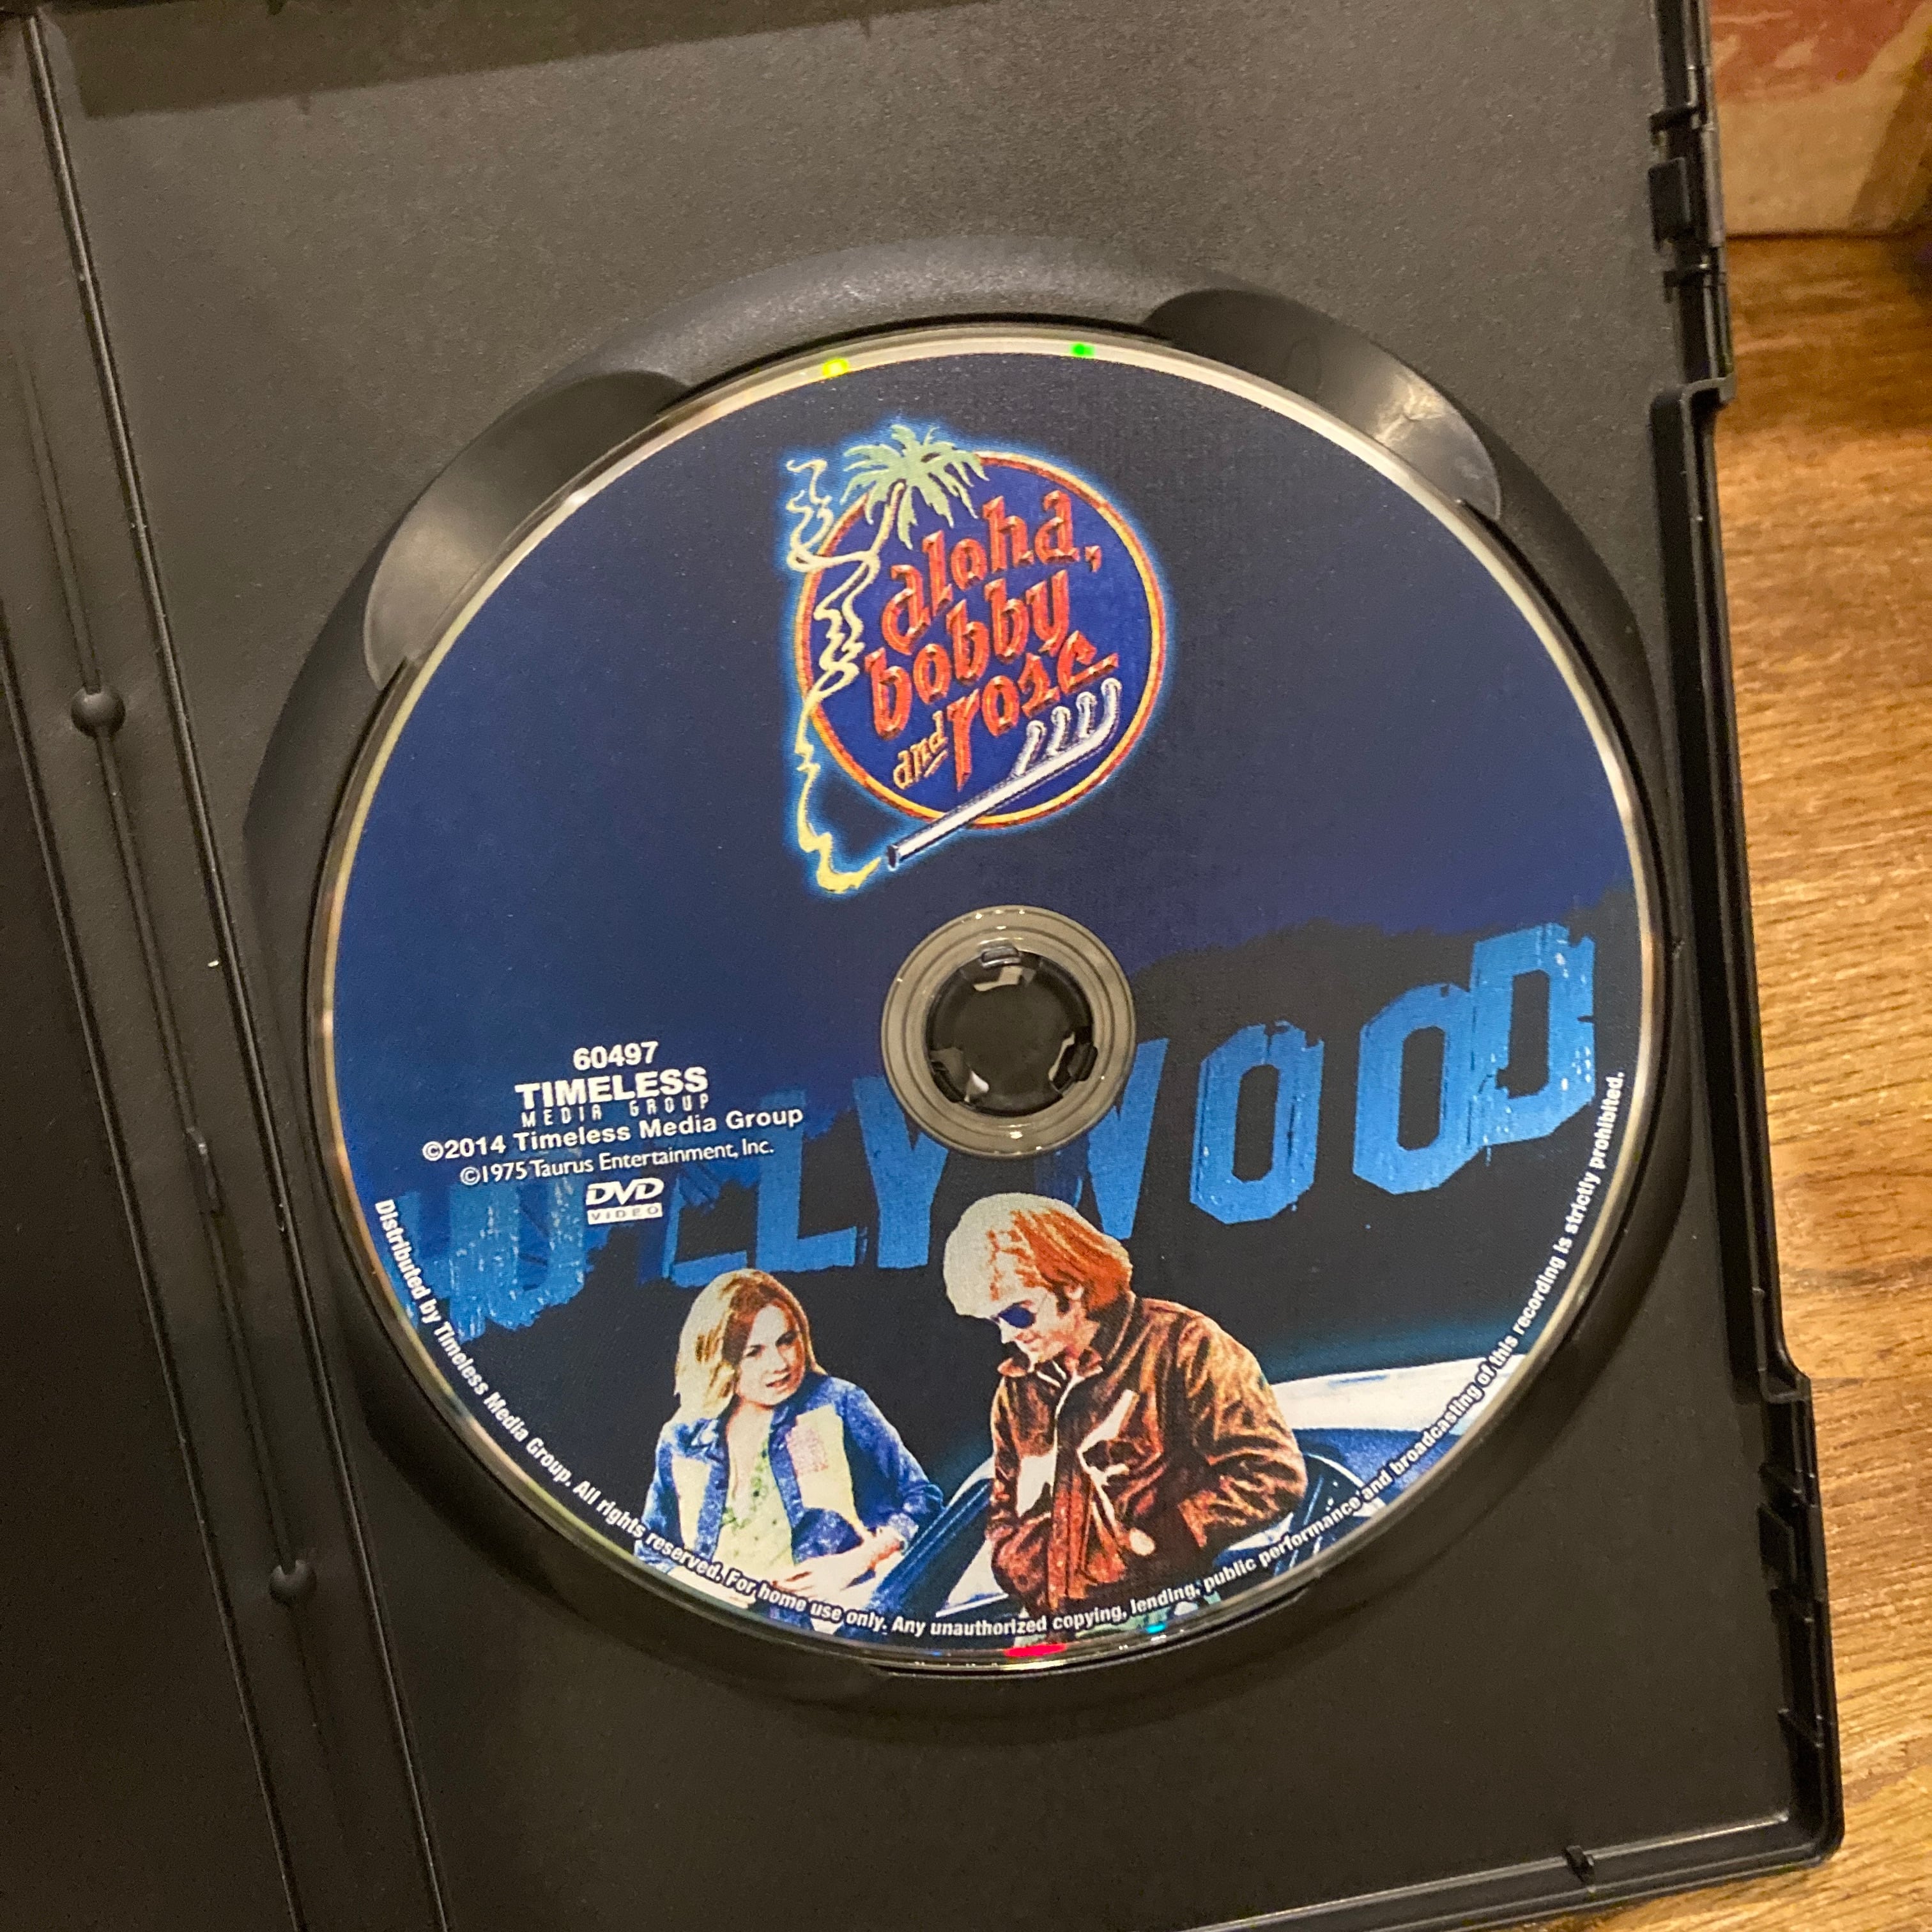 aloha,
bobby
and rose
HOLLYWOOD
60497
TIMELESS
MEDIA GROUP
©2014 Timeless Media Group
©1975 Taurus Entertainment, Inc.
DVD
VIDEO
Distributed by Timeless Media Group. All rights reserved. For home use only. Any unauthorized copying, lending, public performance and broadcasting of this recording is strictly prohibited.